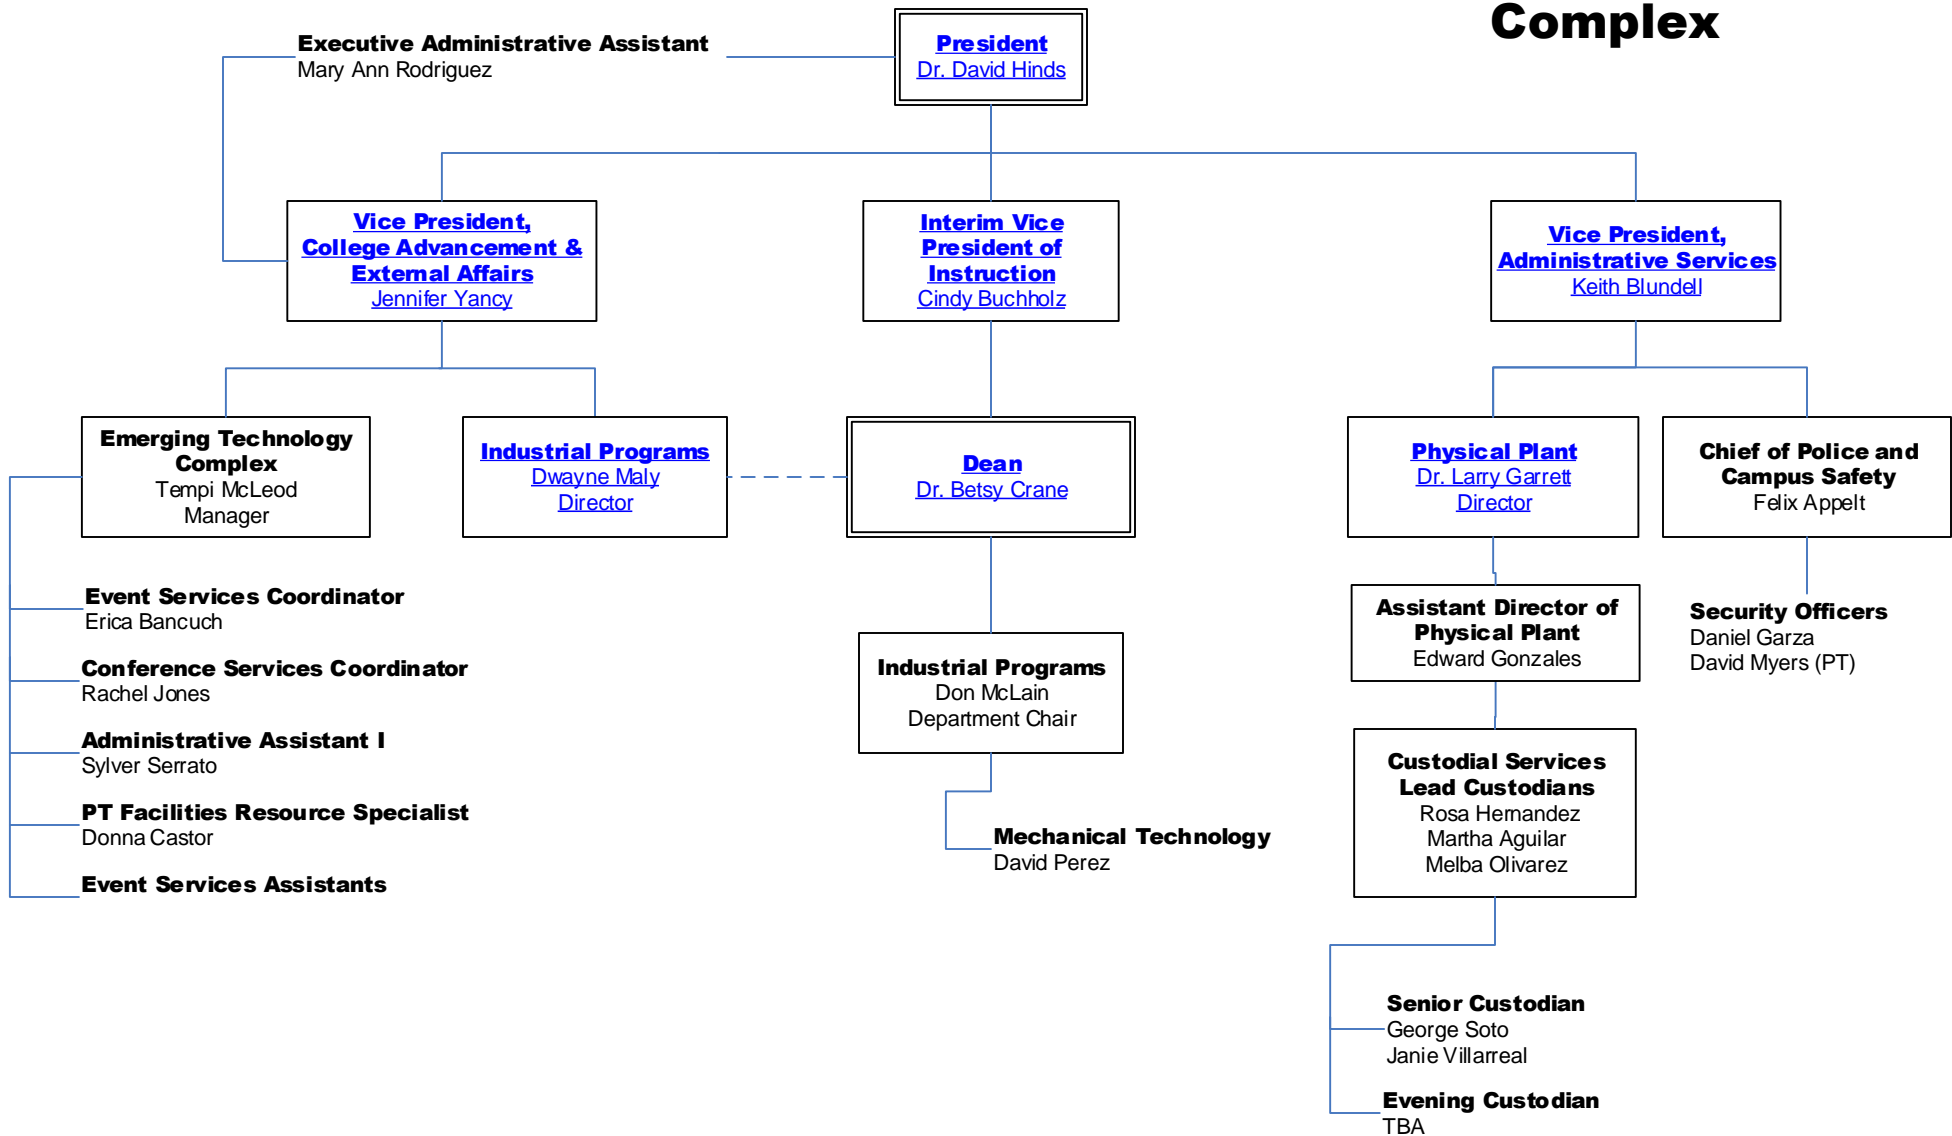 Complex
Executive Administrative Assistant
Mary Ann Rodriguez
President
Dr. David Hinds
Vice President,
College Advancement &
External Affairs
Jennifer Yancy
Interim Vice
President of
Instruction
Cindy Buchholz
Vice President,
Administrative Services
Keith Blundell
Emerging Technology
Complex
Tempi McLeod
Manager
Industrial Programs
Dwayne Maly
Director
Dean
Dr. Betsy Crane
Physical Plant
Dr. Larry Garrett
Director
Chief of Police and
Campus Safety
Felix Appelt
Event Services Coordinator
Erica Bancuch
Conference Services Coordinator
Rachel Jones
Administrative Assistant I
Sylver Serrato
PT Facilities Resource Specialist
Donna Castor
Event Services Assistants
Industrial Programs
Don McLain
Department Chair
Mechanical Technology
David Perez
Assistant Director of
Physical Plant
Edward Gonzales
Security Officers
Daniel Garza
David Myers (PT)
Custodial Services
Lead Custodians
Rosa Hernandez
Martha Aguilar
Melba Olivarez
Senior Custodian
George Soto
Janie Villarreal
Evening Custodian
TBA